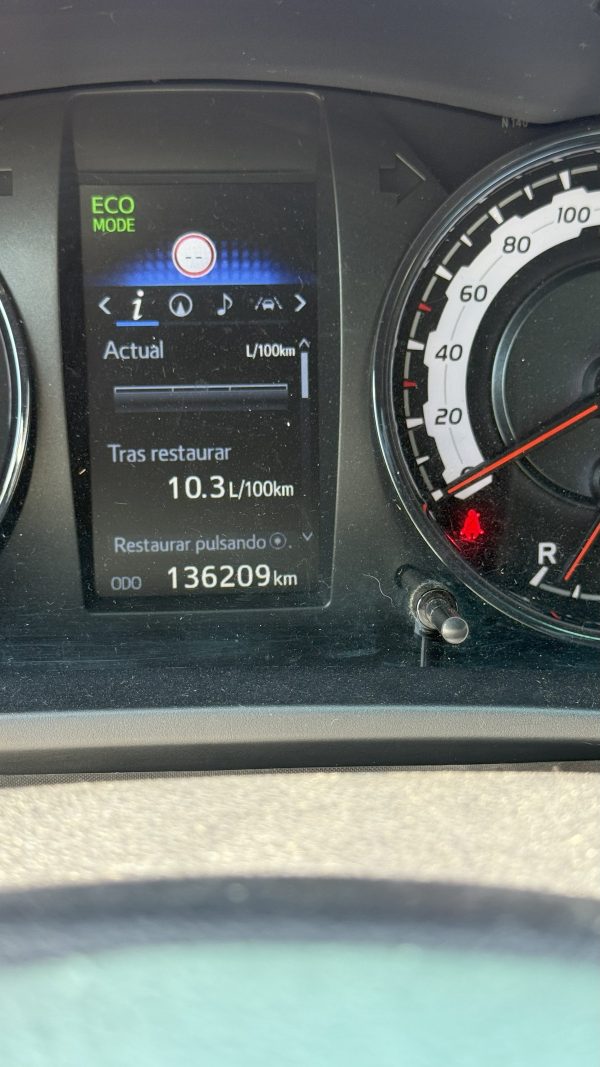 ECO
MODE
--
i
Actual L/100km
Tras restaurar
10.3 L/100km
Restaurar pulsando .
ODO 136209 km
100
80
60
40
20
0
R